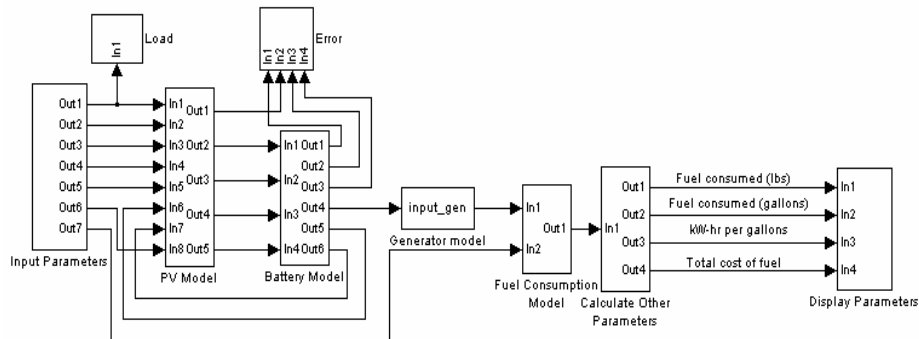 In1
Load
In1
In2
In3
In4
Error
Out1
Out2
Out3
Out4
Out5
Out6
Out7
Input Parameters
In1
In2
In3
In4
In5
In6
In7
In8
Out1
Out2
Out3
Out4
Out5
PV Model
In1
In2
In3
In4
Out1
Out2
Out3
Out4
Out5
Out6
Battery Model
input_gen
Generator model
In1
In2
Out1
Fuel Consumption
Model
In1
Out1
Out2
Out3
Out4
Calculate Other
Parameters
Fuel consumed (lbs)
Fuel consumed (gallons)
kW-hr per gallons
Total cost of fuel
In1
In2
In3
In4
Display Parameters